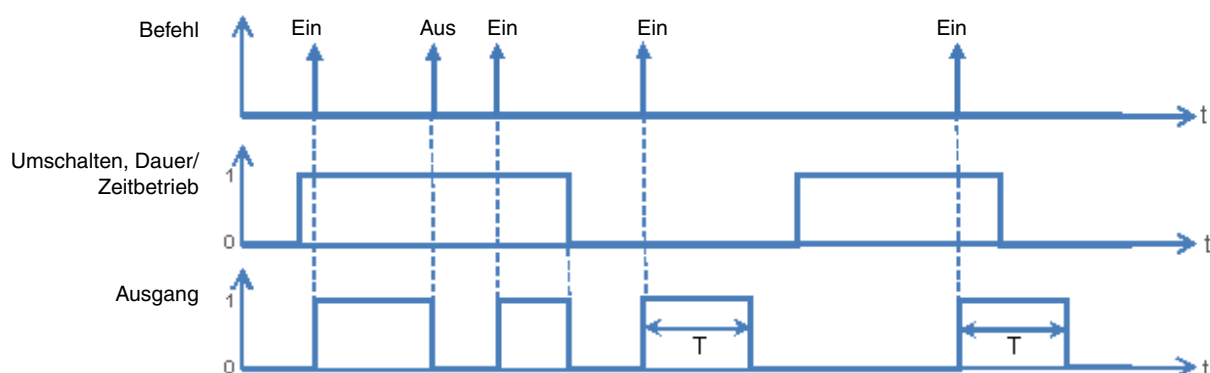 Befehl
Ein Aus Ein Ein Ein
t
Umschalten, Dauer/
Zeitbetrieb
1
0
t
Ausgang
1
T T
0
t